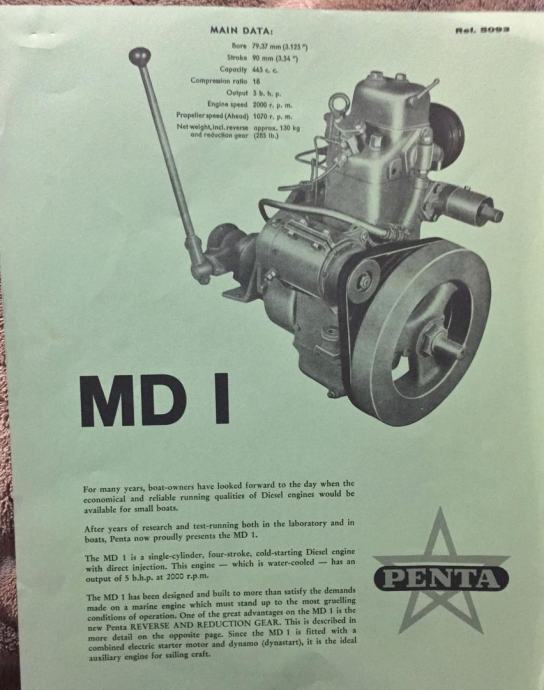 MAIN DATA:
Ref. 5093
Bore 79.37 mm (3.125")
Stroke 90 mm (3.54")
Capacity 445 c. c.
Compression ratio 18
Output 5 b. h. p.
Engine speed 2000 r. p. m.
Propeller speed (Ahead) 1070 r. p. m.
Net weight, incl. reverse approx. 130 kg
and reduction gear (285 lb.)
MD 1
For many years, boat-owners have looked forward to the day when the
economical and reliable running qualities of Diesel engines would be
available for small boats.
After years of research and test-running both in the laboratory and in
boats, Penta now proudly presents the MD 1.
The MD 1 is a single-cylinder, four-stroke, cold-starting Diesel engine
with direct injection. This engine — which is water-cooled — has an
output of 5 b.h.p. at 2000 r.p.m.
The MD 1 has been designed and built to more than satisfy the demands
made on a marine engine which must stand up to the most gruelling
conditions of operation. One of the great advantages on the MD 1 is the
new Penta REVERSE AND REDUCTION GEAR. This is described in
more detail on the opposite page. Since the MD 1 is fitted with a
combined electric starter motor and dynamo (dynastart), it is the ideal
auxiliary engine for sailing craft.
PENTA